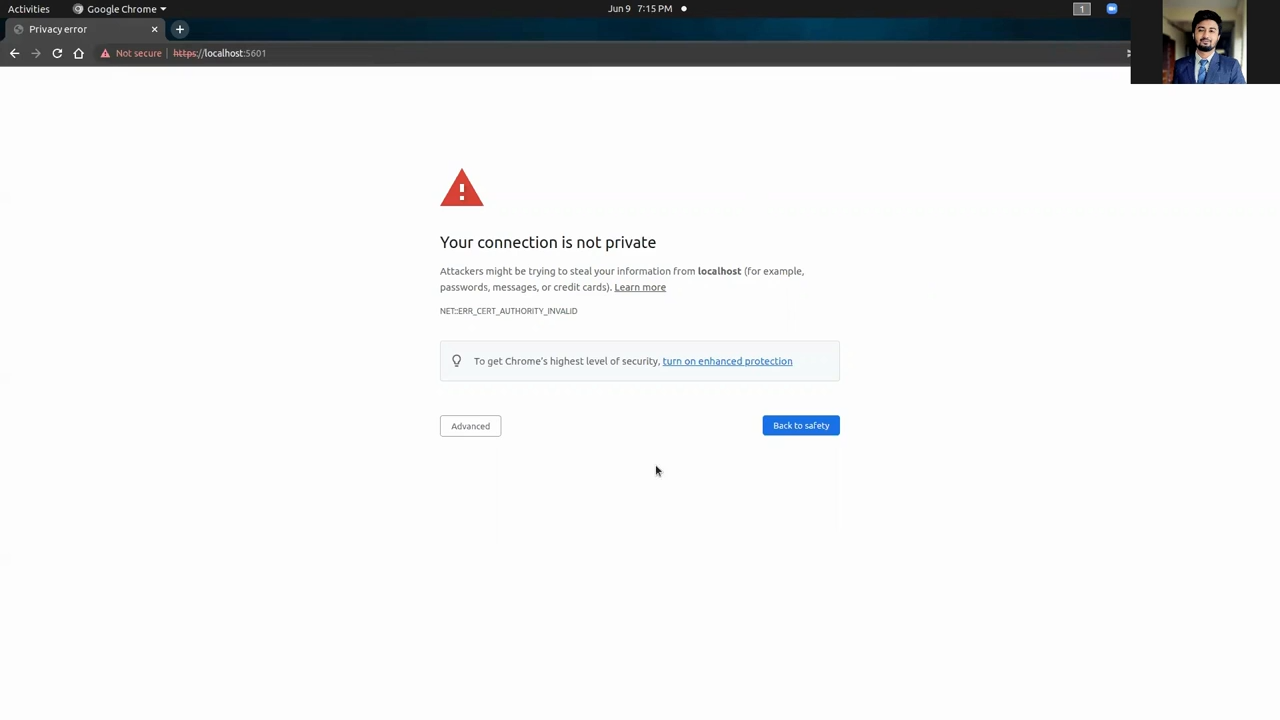 Activities
Google Chrome
Jun 9 7:15 PM
1
Privacy error
Not secure
https://localhost:5601
Your connection is not private
Attackers might be trying to steal your information from localhost (for example,
passwords, messages, or credit cards). Learn more
NET::ERR_CERT_AUTHORITY_INVALID
To get Chrome's highest level of security, turn on enhanced protection
Advanced
Back to safety